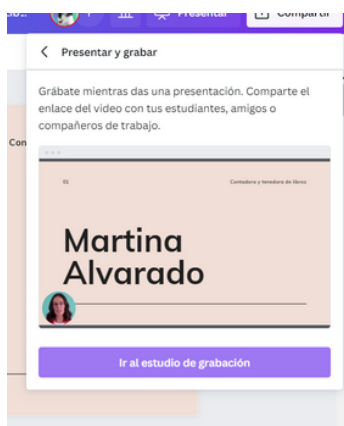 Presentar
Compartir
Presentar y grabar
Grábate mientras das una presentación. Comparte el
enlace del video con tus estudiantes, amigos o
compañeros de trabajo.
Con
01
Contadora y tenedora de libros
Martina
Alvarado
Ir al estudio de grabación